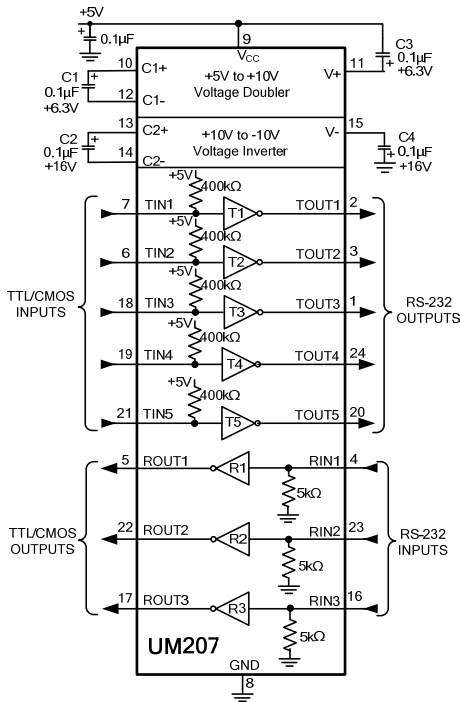 +5V
+
0.1µF
9
VCC
C3
0.1µF
+6.3V
+
10
C1+
+5V to +10V
Voltage Doubler
V+
11
C1
0.1µF
+6.3V
+
12
C1-
13
C2+
+10V to -10V
Voltage Inverter
V-
15
C2
0.1µF
+16V
+
14
C2-
C4
0.1µF
+16V
+
+5V
400kΩ
7
TIN1
T1
TOUT1
2
+5V
400kΩ
6
TIN2
T2
TOUT2
3
+5V
400kΩ
TTL/CMOS
INPUTS
18
TIN3
T3
TOUT3
1
RS-232
OUTPUTS
+5V
400kΩ
19
TIN4
T4
TOUT4
24
+5V
400kΩ
21
TIN5
T5
TOUT5
20
5
ROUT1
R1
RIN1
4
5kΩ
TTL/CMOS
OUTPUTS
22
ROUT2
R2
RIN2
23
RS-232
INPUTS
5kΩ
17
ROUT3
R3
RIN3
16
5kΩ
UM207
GND
8